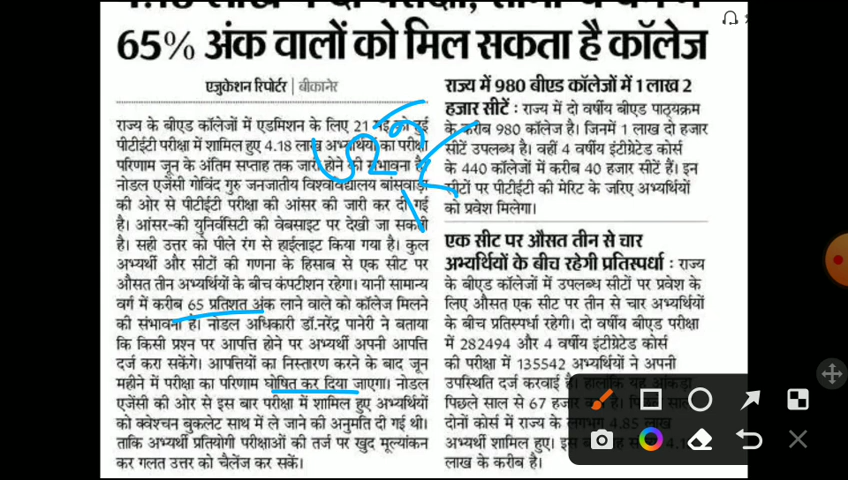 65% अंक वालों को मिल सकता है कॉलेज
एजुकेशन रिपोर्टर | बीकानेर
राज्य के बीएड कॉलेजों में एडमिशन के लिए 21 मई को हुई
पीटीईटी परीक्षा में शामिल हुए 4.18 लाख अभ्यर्थियों का परीक्षा
परिणाम जून के अंतिम सप्ताह तक जारी होने की संभावना है
नोडल एजेंसी गोविंद गुरु जनजातीय विश्वविद्यालय बांसवाड़ा
की ओर से पीटीईटी परीक्षा की आंसर की जारी कर दी गई
है। आंसर-की युनिर्वसिटी की वेबसाइट पर देखी जा सकती
है। सही उत्तर को पीले रंग से हाईलाइट किया गया है। कुल
अभ्यर्थी और सीटों की गणना के हिसाब से एक सीट पर
औसत तीन अभ्यर्थियों के बीच कंपटीशन रहेगा। यानी सामान्य
वर्ग में करीब 65 प्रतिशत अंक लाने वाले को कॉलेज मिलने
की संभावना है। नोडल अधिकारी डॉ.नरेंद्र पानेरी ने बताया
कि किसी प्रश्न पर आपत्ति होने पर अभ्यर्थी अपनी आपत्ति
दर्ज करा सकेंगे। आपत्तियों का निस्तारण करने के बाद जून
महीने में परीक्षा का परिणाम घोषित कर दिया जाएगा। नोडल
एजेंसी की ओर से इस बार परीक्षा में शामिल हुए अभ्यर्थियों
को क्वेश्चन बुकलेट साथ में ले जाने की अनुमति दी गई थी।
ताकि अभ्यर्थी प्रतियोगी परीक्षाओं की तर्ज पर खुद मूल्यांकन
कर गलत उत्तर को चैलेंज कर सकें।
राज्य में 980 बीएड कॉलेजों में 1 लाख 2
हजार सीटें : राज्य में दो वर्षीय बीएड पाठ्यक्रम
के करीब 980 कॉलेज है। जिनमें 1 लाख दो हजार
सीटें उपलब्ध है। वहीं 4 वर्षीय इंटीग्रेटेड कोर्स
के 440 कॉलेजों में करीब 40 हजार सीटें हैं। इन
सीटों पर पीटीईटी की मेरिट के जरिए अभ्यर्थियों
को प्रवेश मिलेगा।
एक सीट पर औसत तीन से चार
अभ्यर्थियों के बीच रहेगी प्रतिस्पर्धा : राज्य
के बीएड कॉलेजों में उपलब्ध सीटों पर प्रवेश के
लिए औसत एक सीट पर तीन से चार अभ्यर्थियों
के बीच प्रतिस्पर्धा रहेगी। दो वर्षीय बीएड परीक्षा
में 282494 और 4 वर्षीय इंटीग्रेटेड कोर्स
की परीक्षा में 135542 अभ्यर्थियों ने अपनी
उपस्थिति दर्ज करवाई है।
पिछले साल से 67 हजार
दोनों कोर्स में राज्य के लगभग 4.85 लाख
अभ्यर्थी शामिल हुए।
लाख के करीब है।